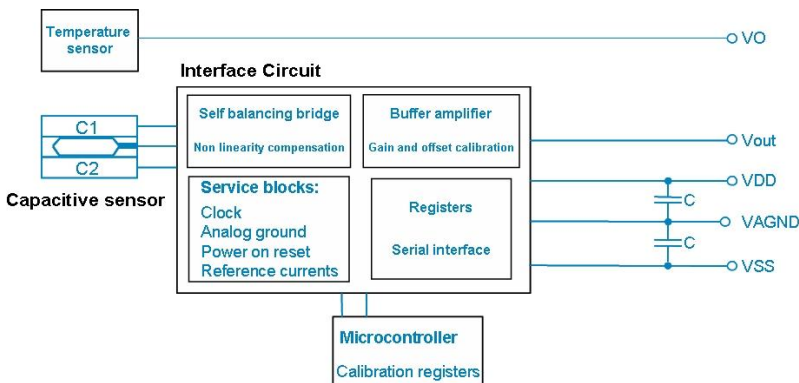 Temperature
sensor
VO
Interface Circuit
Self balancing bridge
Non linearity compensation
Buffer amplifier
Gain and offset calibration
C1
C2
Capacitive sensor
Vout
VDD
C
VAGND
C
VSS
Service blocks:
Clock
Analog ground
Power on reset
Reference currents
Registers
Serial interface
Microcontroller
Calibration registers